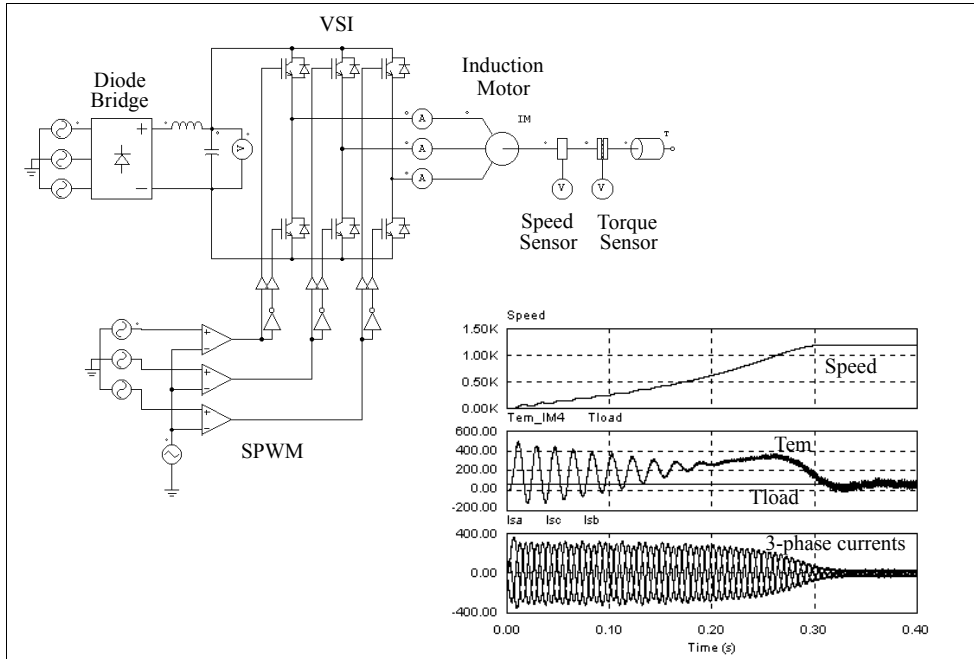 VSI
Diode
Bridge
Induction
Motor
IM
T
A
A
A
V
V
V
Speed
Sensor
Torque
Sensor
SPWM
Speed
1.50K
1.00K
0.50K
0.00K
Speed
Tem_IM4 Tload
600.00
400.00
200.00
0.00
-200.00
Tem
Tload
Isa Isc Isb
400.00
0.00
-400.00
3-phase currents
0.00 0.10 0.20 0.30 0.40
Time (s)